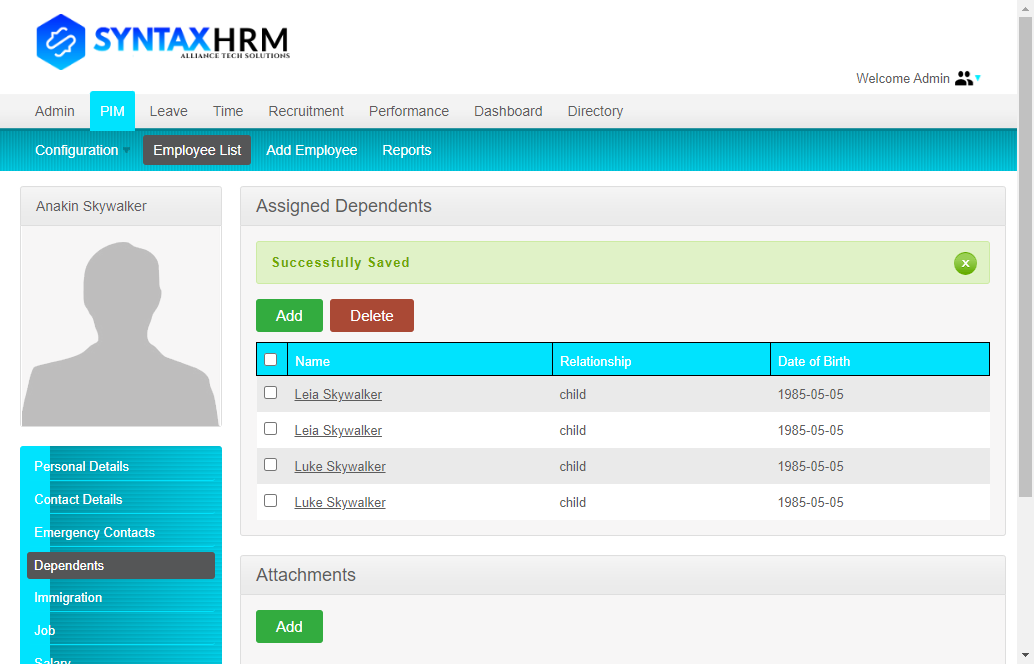 SYNTAXHRM
ALLIANCE TECH SOLUTIONS
Welcome Admin
Admin PIM Leave Time Recruitment Performance Dashboard Directory
Configuration Employee List Add Employee Reports
Anakin Skywalker
Personal Details
Contact Details
Emergency Contacts
Dependents
Immigration
Job
Salary
Assigned Dependents
Successfully Saved
Add Delete
Name Relationship Date of Birth
Leia Skywalker child 1985-05-05
Leia Skywalker child 1985-05-05
Luke Skywalker child 1985-05-05
Luke Skywalker child 1985-05-05
Attachments
Add